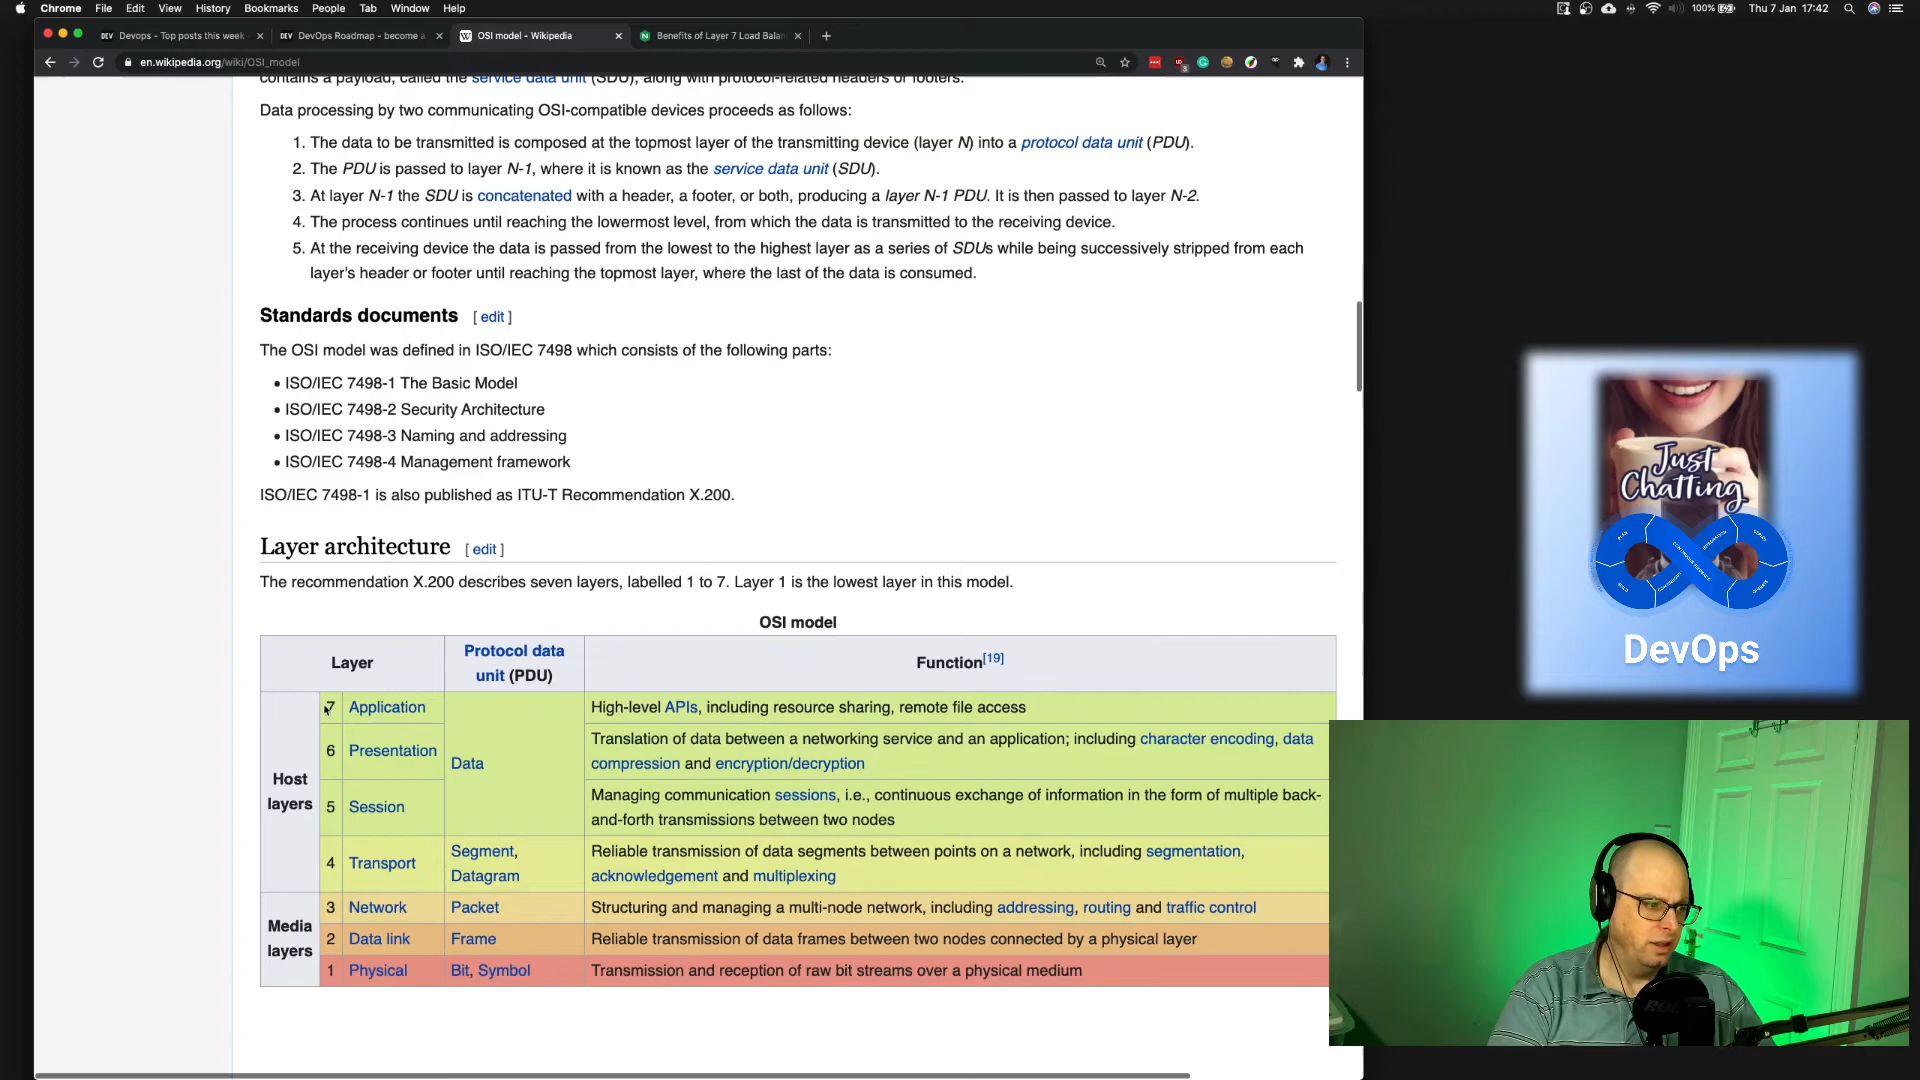 Chrome File Edit View History Bookmarks People Tab Window Help 100% Thu 7 Jan 17:42
DEV Devops - Top posts this week DEV DevOps Roadmap - become a W OSI model - Wikipedia Benefits of Layer 7 Load Balan
en.wikipedia.org/wiki/OSI_model
contains a payload, called the service data unit (SDU), along with protocol-related headers or footers.
Data processing by two communicating OSI-compatible devices proceeds as follows:
1. The data to be transmitted is composed at the topmost layer of the transmitting device (layer N) into a protocol data unit (PDU).
2. The PDU is passed to layer N-1, where it is known as the service data unit (SDU).
3. At layer N-1 the SDU is concatenated with a header, a footer, or both, producing a layer N-1 PDU. It is then passed to layer N-2.
4. The process continues until reaching the lowermost level, from which the data is transmitted to the receiving device.
5. At the receiving device the data is passed from the lowest to the highest layer as a series of SDUs while being successively stripped from each
layer's header or footer until reaching the topmost layer, where the last of the data is consumed.
Standards documents [ edit ]
The OSI model was defined in ISO/IEC 7498 which consists of the following parts:
• ISO/IEC 7498-1 The Basic Model
• ISO/IEC 7498-2 Security Architecture
• ISO/IEC 7498-3 Naming and addressing
• ISO/IEC 7498-4 Management framework
ISO/IEC 7498-1 is also published as ITU-T Recommendation X.200.
Layer architecture [ edit ]
The recommendation X.200 describes seven layers, labelled 1 to 7. Layer 1 is the lowest layer in this model.
OSI model
Layer
Protocol data
unit (PDU)
Function[19]
Host
layers
7 Application
Data
High-level APIs, including resource sharing, remote file access
6 Presentation
Translation of data between a networking service and an application; including character encoding, data
compression and encryption/decryption
5 Session
Managing communication sessions, i.e., continuous exchange of information in the form of multiple back-
and-forth transmissions between two nodes
4 Transport
Segment,
Datagram
Reliable transmission of data segments between points on a network, including segmentation,
acknowledgement and multiplexing
Media
layers
3 Network Packet Structuring and managing a multi-node network, including addressing, routing and traffic control
2 Data link Frame Reliable transmission of data frames between two nodes connected by a physical layer
1 Physical Bit, Symbol Transmission and reception of raw bit streams over a physical medium
Just
Chatting
DevOps